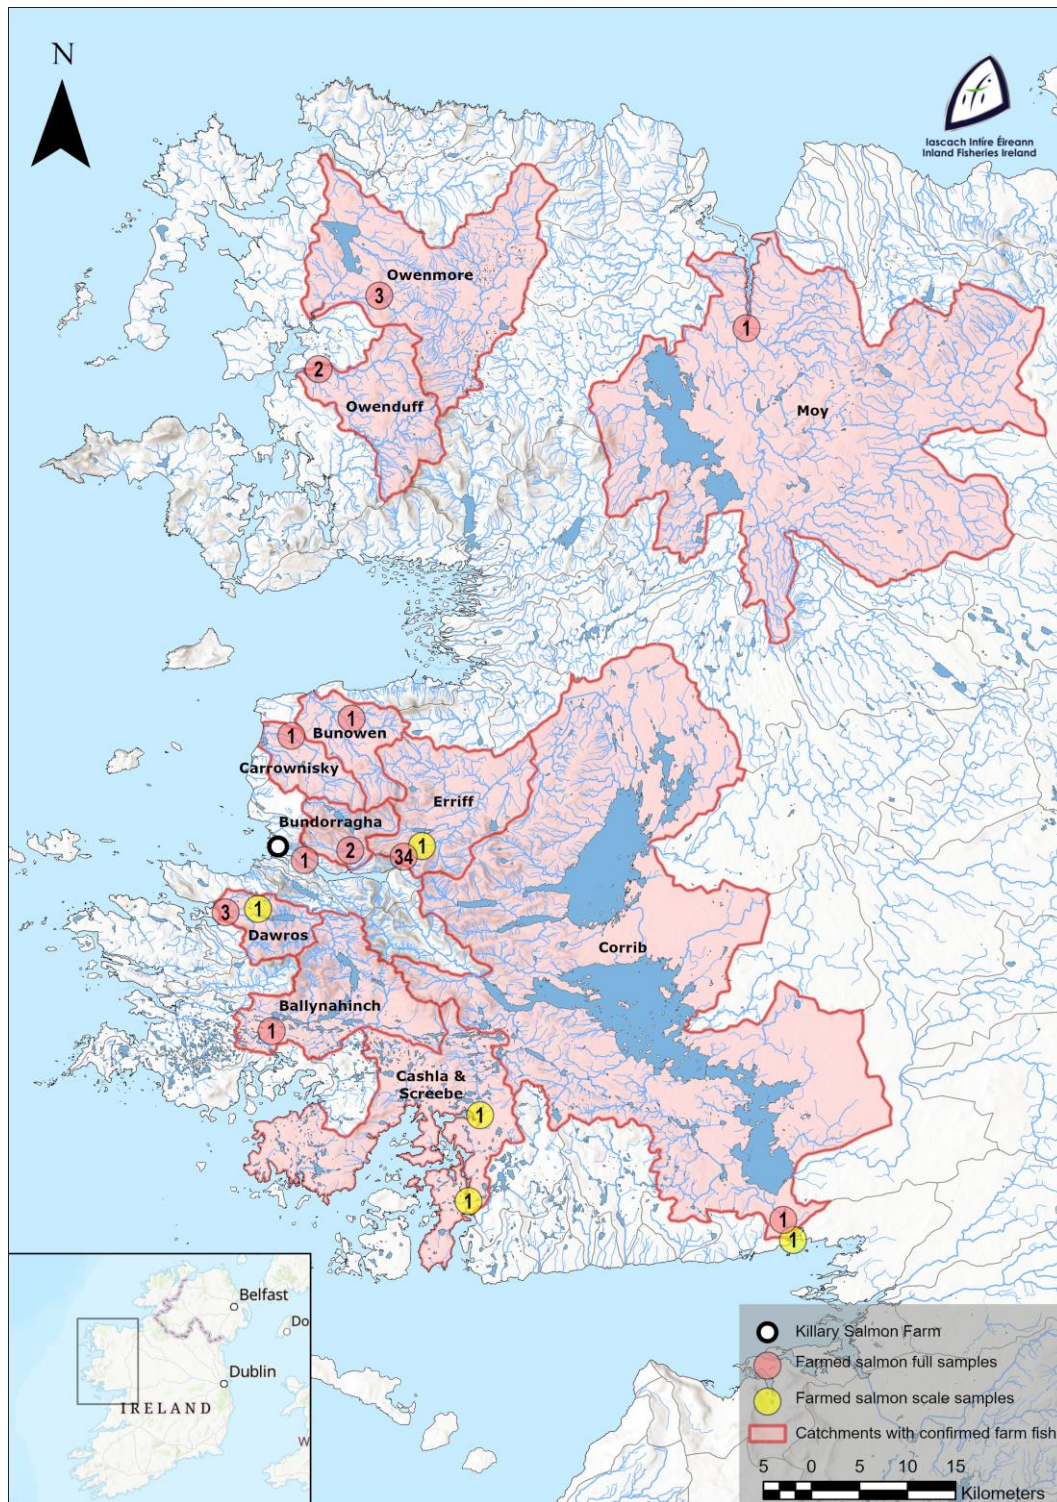 N
Iascach Intíre Éireann
Inland Fisheries Ireland
Owenmore
3
2
Owenduff
1
Moy
1
Bunowen
1
Carrownisky
Erriff
Bundorragha
1
2
34
1
3
1
Dawros
Corrib
Ballynahinch
1
Cashla &
Screebe
1
1
1
1
Belfast
Do
Dublin
IRELAND
W
Killary Salmon Farm
Farmed salmon full samples
Farmed salmon scale samples
Catchments with confirmed farm fish
5 0 5 10 15
Kilometers